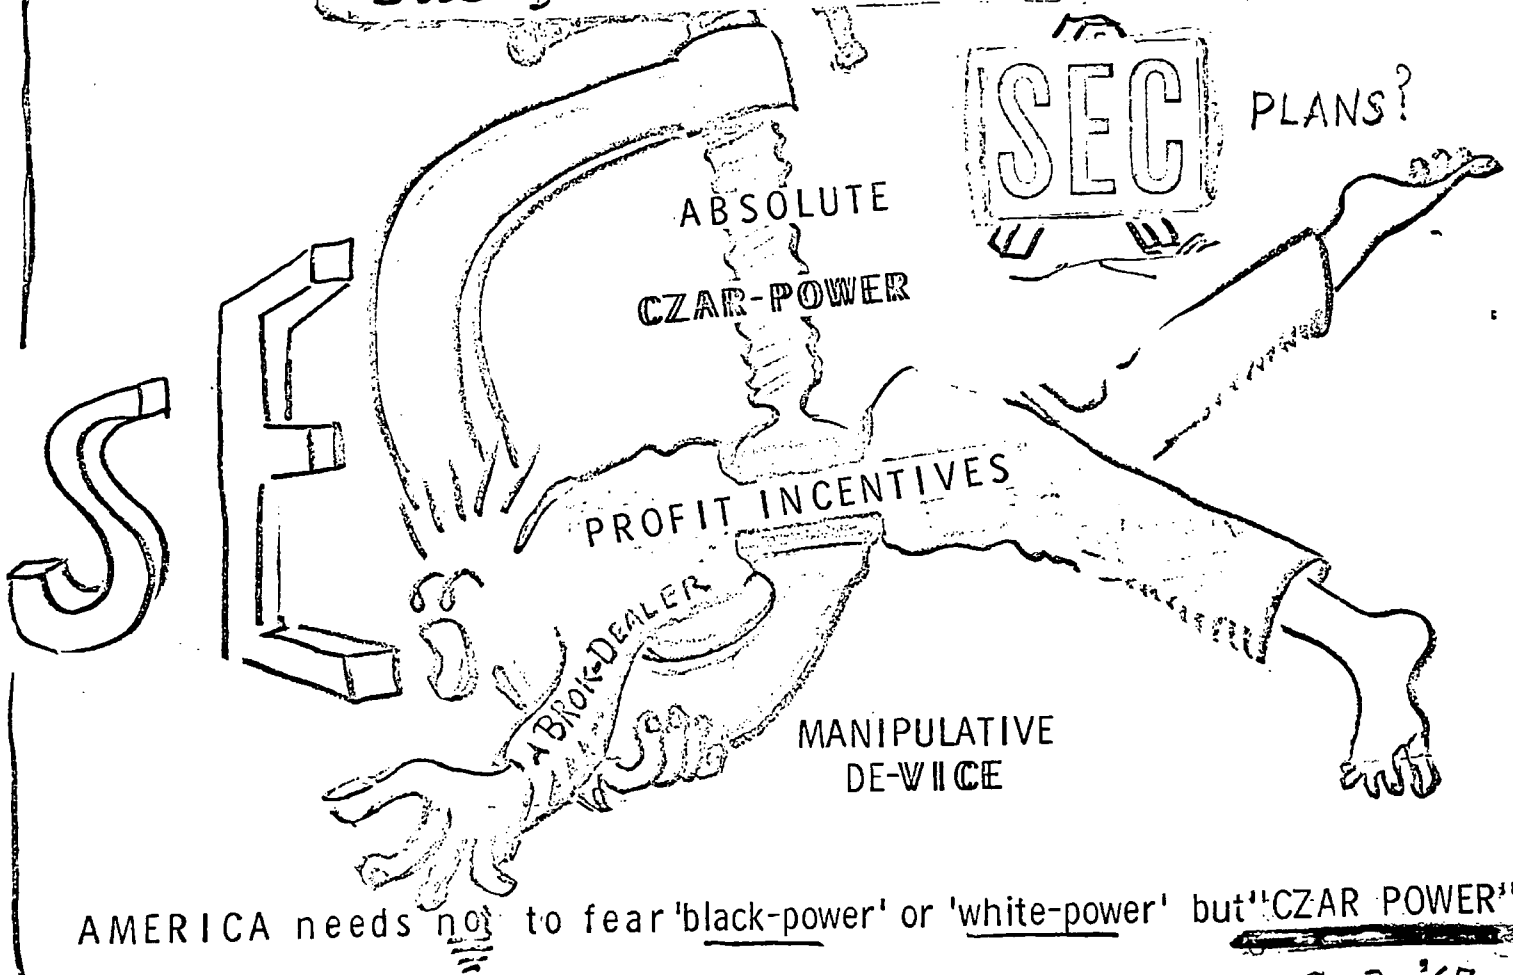 SEC PLANS?
ABSOLUTE
CZAR-POWER
SEC
PROFIT INCENTIVES
A BROK-DEALER
MANIPULATIVE
DE-VICE
AMERICA needs not to fear 'black-power' or 'white-power' but "CZAR POWER"